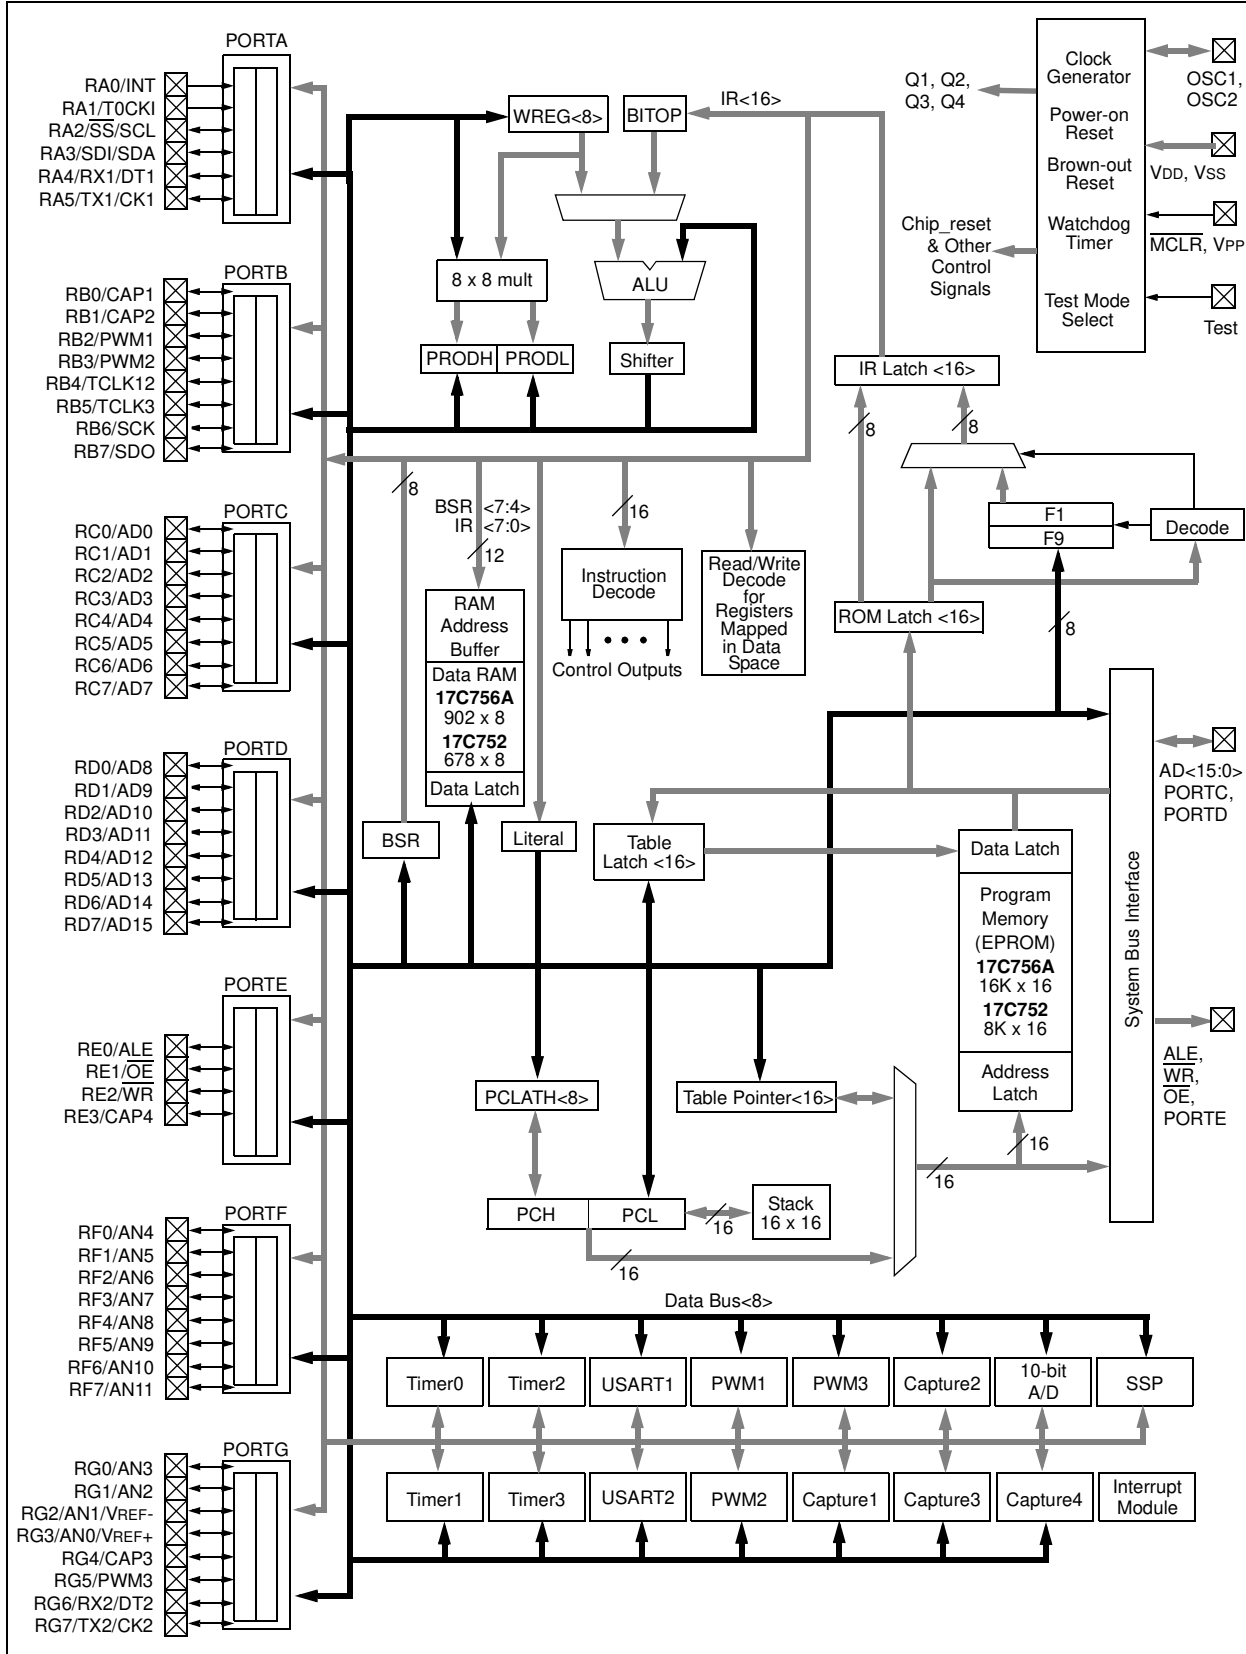 PORTA
RA0/INT
RA1/T0CKI
RA2/SS/SCL
RA3/SDI/SDA
RA4/RX1/DT1
RA5/TX1/CK1
PORTB
RB0/CAP1
RB1/CAP2
RB2/PWM1
RB3/PWM2
RB4/TCLK12
RB5/TCLK3
RB6/SCK
RB7/SDO
PORTC
RC0/AD0
RC1/AD1
RC2/AD2
RC3/AD3
RC4/AD4
RC5/AD5
RC6/AD6
RC7/AD7
PORTD
RD0/AD8
RD1/AD9
RD2/AD10
RD3/AD11
RD4/AD12
RD5/AD13
RD6/AD14
RD7/AD15
PORTE
RE0/ALE
RE1/OE
RE2/WR
RE3/CAP4
PORTF
RF0/AN4
RF1/AN5
RF2/AN6
RF3/AN7
RF4/AN8
RF5/AN9
RF6/AN10
RF7/AN11
PORTG
RG0/AN3
RG1/AN2
RG2/AN1/VREF-
RG3/AN0/VREF+
RG4/CAP3
RG5/PWM3
RG6/RX2/DT2
RG7/TX2/CK2
WREG<8>
BITOP
IR<16>
8 x 8 mult
ALU
PRODH
PRODL
Shifter
Q1, Q2,
Q3, Q4
Chip_reset
& Other
Control
Signals
Clock
Generator
Power-on
Reset
Brown-out
Reset
Watchdog
Timer
Test Mode
Select
OSC1,
OSC2
VDD, VSS
MCLR, VPP
Test
IR Latch <16>
8
8
F1
F9
Decode
ROM Latch <16>
8
8
BSR <7:4>
IR <7:0>
12
16
RAM
Address
Buffer
Data RAM
17C756A
902 x 8
17C752
678 x 8
Data Latch
Instruction
Decode
Control Outputs
Read/Write
Decode
for
Registers
Mapped
in Data
Space
BSR
Literal
Table
Latch <16>
Data Latch
Program
Memory
(EPROM)
17C756A
16K x 16
17C752
8K x 16
Address
Latch
System Bus Interface
AD<15:0>
PORTC,
PORTD
ALE,
WR,
OE,
PORTE
PCLATH<8>
Table Pointer<16>
16
16
PCH
PCL
16
Stack
16 x 16
16
Data Bus<8>
Timer0
Timer2
USART1
PWM1
PWM3
Capture2
10-bit
A/D
SSP
Timer1
Timer3
USART2
PWM2
Capture1
Capture3
Capture4
Interrupt
Module